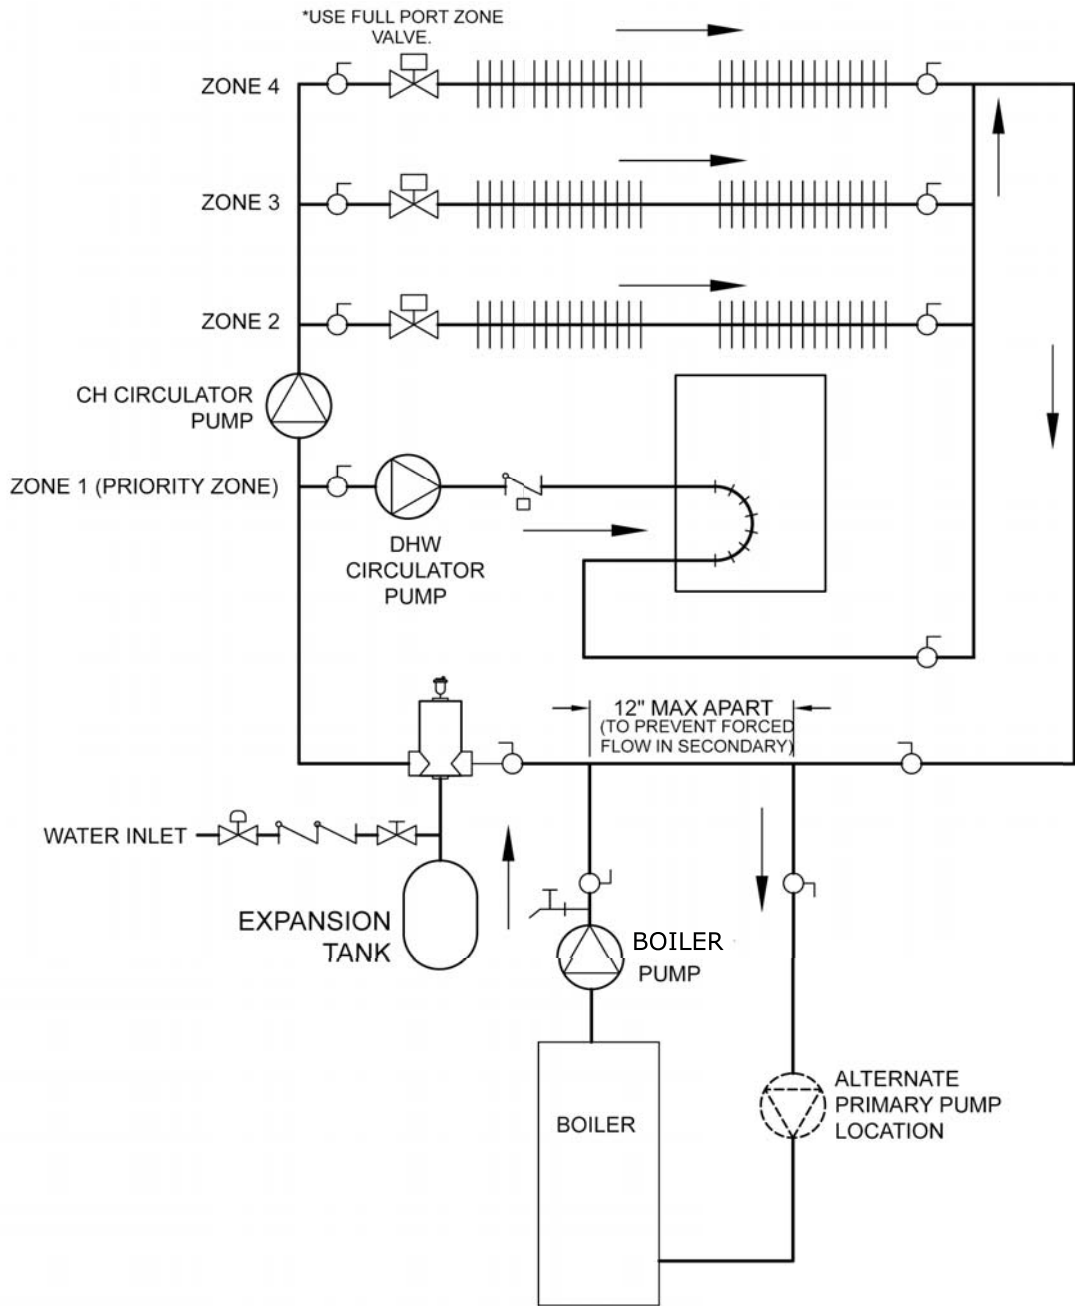 *USE FULL PORT ZONE
VALVE.
ZONE 4
ZONE 3
ZONE 2
CH CIRCULATOR
PUMP
ZONE 1 (PRIORITY ZONE)
DHW
CIRCULATOR
PUMP
12" MAX APART
(TO PREVENT FORCED
FLOW IN SECONDARY)
WATER INLET
EXPANSION
TANK
BOILER
PUMP
BOILER
ALTERNATE
PRIMARY PUMP
LOCATION